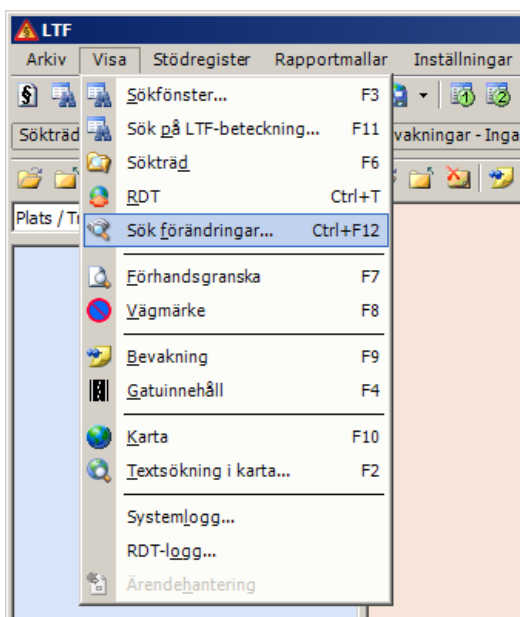 LTF
Arkiv Visa Stödregister Rapportmallar Inställningar
Sökträd
vakningar - Inga
Plats / Tr
Sökfönster... F3
Sök på LTF-beteckning... F11
Sökträd F6
RDT Ctrl+T
Sök förändringar... Ctrl+F12
Förhandsgranska F7
Vägmärke F8
Bevakning F9
Gatuinnehåll F4
Karta F10
Textsökning i karta... F2
Systemlogg...
RDT-logg...
Ärendehantering